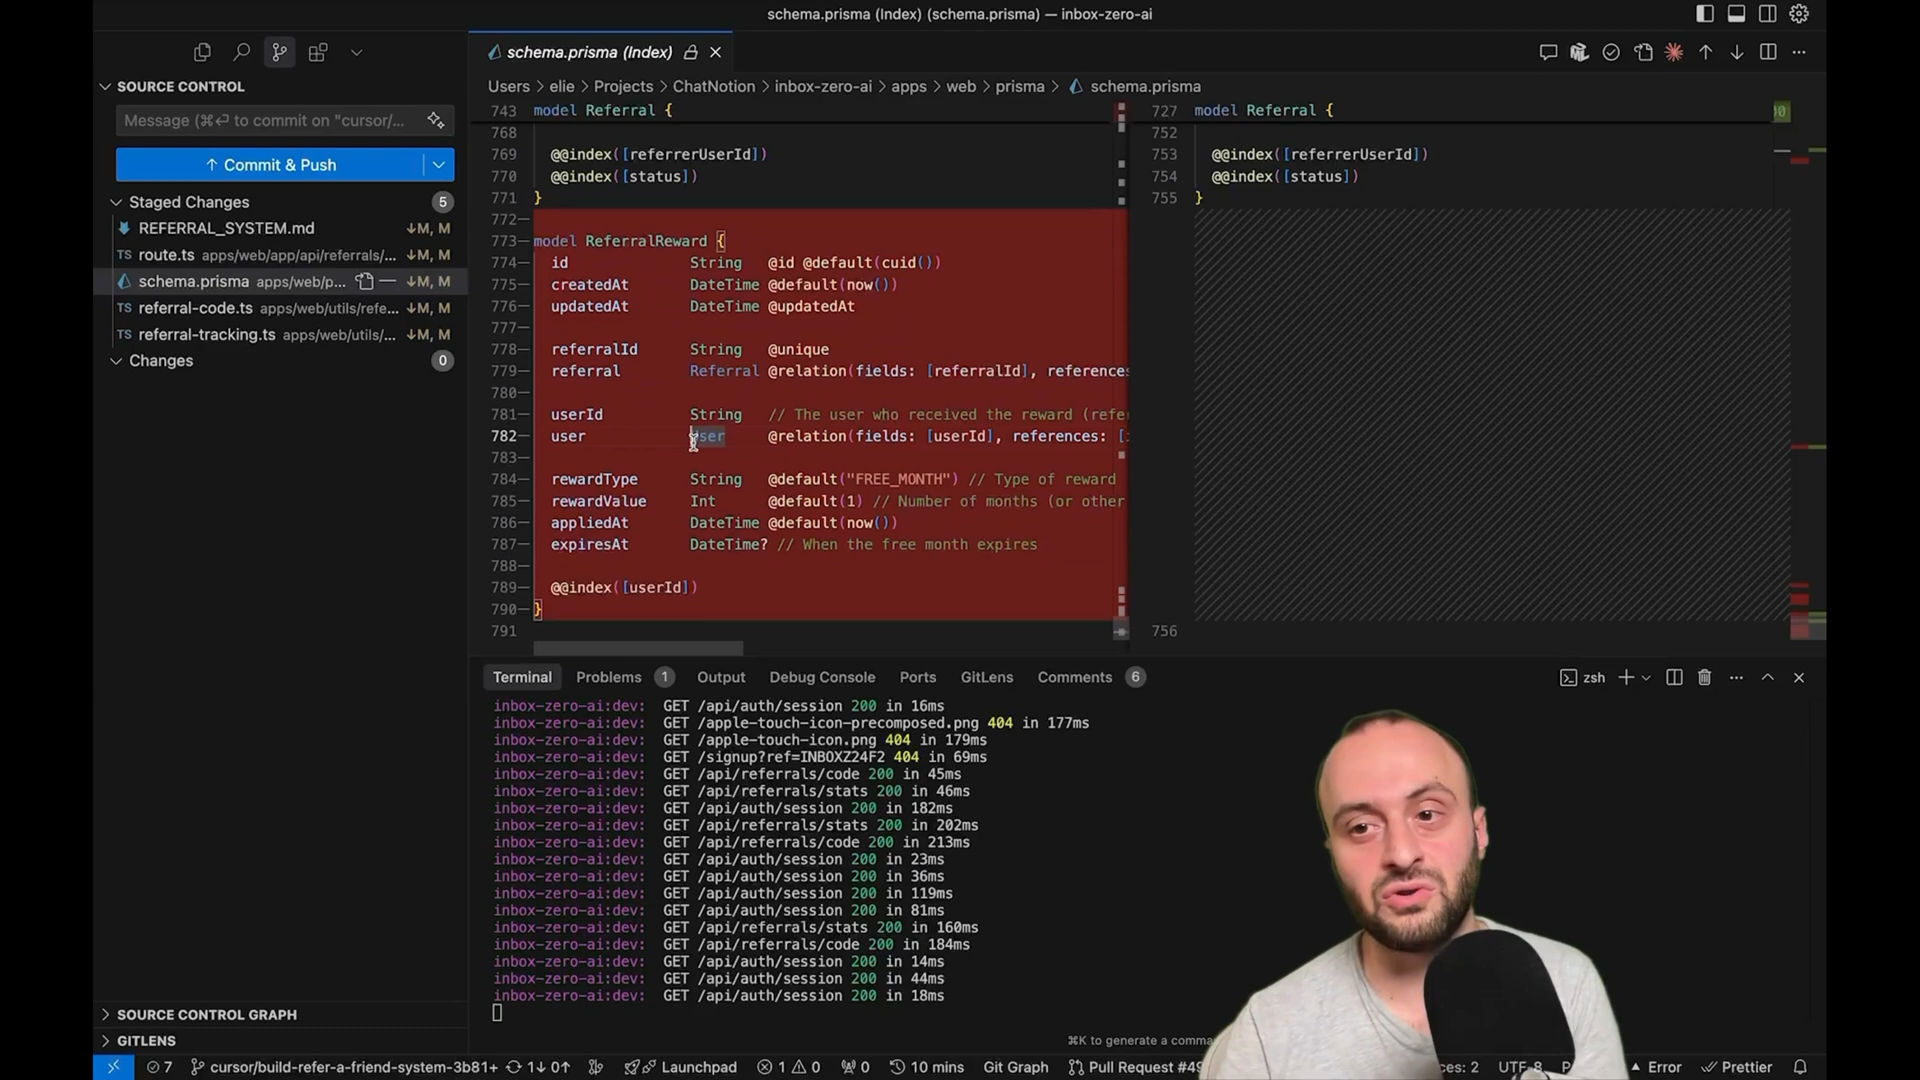 schema.prisma (Index) (schema.prisma) — inbox-zero-ai
SOURCE CONTROL
Message (⌘⏎ to commit on "cursor/...
↑ Commit & Push
Staged Changes 5
REFERRAL_SYSTEM.md ↓M, M
TS route.ts apps/web/app/api/referrals/... ↓M, M
schema.prisma apps/web/p... ↓M, M
TS referral-code.ts apps/web/utils/refe... ↓M, M
TS referral-tracking.ts apps/web/utils/... ↓M, M
Changes 0
SOURCE CONTROL GRAPH
GITLENS
schema.prisma (Index)
Users > elie > Projects > ChatNotion > inbox-zero-ai > apps > web > prisma > schema.prisma
743 model Referral {
768
769 @@index([referrerUserId])
770 @@index([status])
771 }
772−
773− model ReferralReward {
774− id String @id @default(cuid())
775− createdAt DateTime @default(now())
776− updatedAt DateTime @updatedAt
777−
778− referralId String @unique
779− referral Referral @relation(fields: [referralId], references
780−
781− userId String // The user who received the reward (refe
782− user User @relation(fields: [userId], references: [
783−
784− rewardType String @default("FREE_MONTH") // Type of reward
785− rewardValue Int @default(1) // Number of months (or other
786− appliedAt DateTime @default(now())
787− expiresAt DateTime? // When the free month expires
788−
789− @@index([userId])
790− }
791
727 model Referral {
752
753 @@index([referrerUserId])
754 @@index([status])
755 }
756
Terminal Problems 1 Output Debug Console Ports GitLens Comments 6 zsh
inbox-zero-ai:dev: GET /api/auth/session 200 in 16ms
inbox-zero-ai:dev: GET /apple-touch-icon-precomposed.png 404 in 177ms
inbox-zero-ai:dev: GET /apple-touch-icon.png 404 in 179ms
inbox-zero-ai:dev: GET /signup?ref=INBOXZ24F2 404 in 69ms
inbox-zero-ai:dev: GET /api/referrals/code 200 in 45ms
inbox-zero-ai:dev: GET /api/referrals/stats 200 in 46ms
inbox-zero-ai:dev: GET /api/auth/session 200 in 182ms
inbox-zero-ai:dev: GET /api/referrals/stats 200 in 202ms
inbox-zero-ai:dev: GET /api/referrals/code 200 in 213ms
inbox-zero-ai:dev: GET /api/auth/session 200 in 23ms
inbox-zero-ai:dev: GET /api/auth/session 200 in 36ms
inbox-zero-ai:dev: GET /api/auth/session 200 in 119ms
inbox-zero-ai:dev: GET /api/auth/session 200 in 81ms
inbox-zero-ai:dev: GET /api/referrals/stats 200 in 160ms
inbox-zero-ai:dev: GET /api/referrals/code 200 in 184ms
inbox-zero-ai:dev: GET /api/auth/session 200 in 14ms
inbox-zero-ai:dev: GET /api/auth/session 200 in 44ms
inbox-zero-ai:dev: GET /api/auth/session 200 in 18ms
⌘K to generate a comma
7 cursor/build-refer-a-friend-system-3b81+ 1↓ 0↑ Launchpad 1 0 0 10 mins Git Graph Pull Request #49 ces: 2 UTF-8 Error Prettier